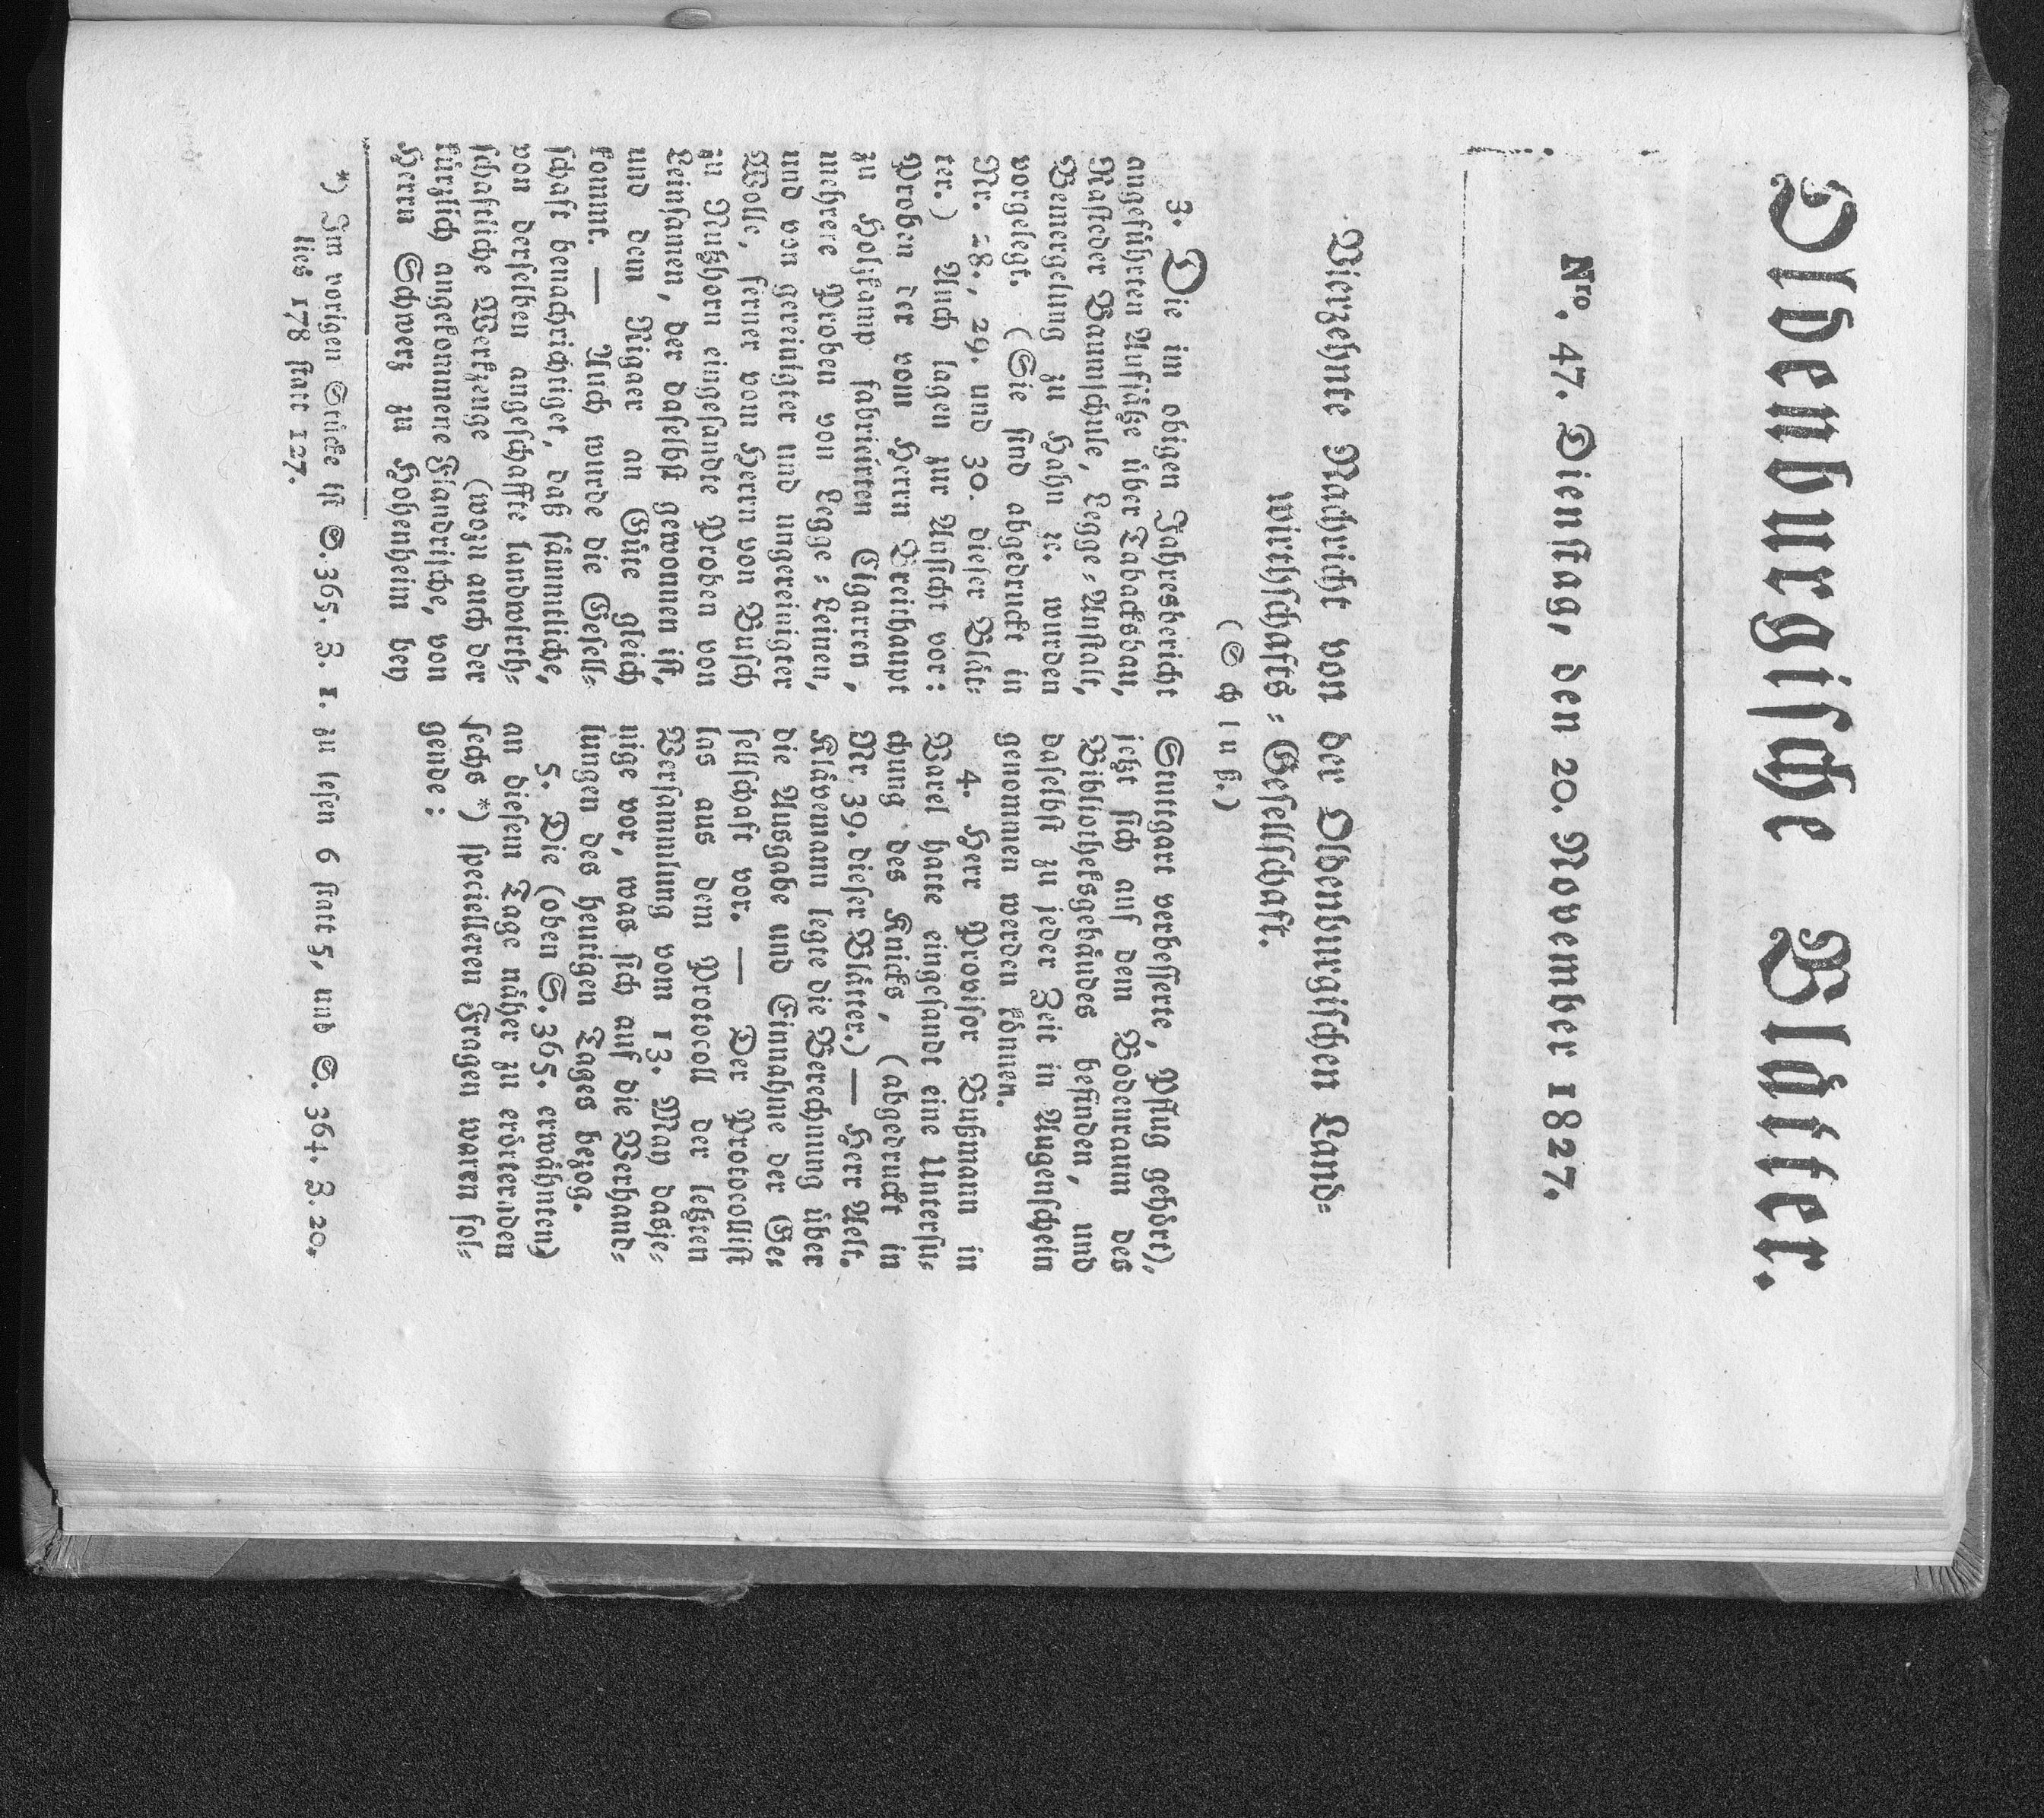 Oldenburgische Blätter.
Nro. 47. Dienstag, den 20. November 1827.
Vierzehnte Nachricht von der Oldenburgischen Land-
wirthschafts-Gesellschaft.
(Schluß.)
3. Die im obigen Jahresbericht
angeführten Aufsätze über Tabacksbau,
Rasteder Baumschule, Legge-Anstalt,
Bemergelung zu Hahn ꝛc. wurden
vorgelegt. (Sie sind abgedruckt in
Nr. 28., 29. und 30. dieser Blät-
ter.) Auch lagen zur Ansicht vor:
Proben der vom Herrn Breithaupt
zu Holzkamp fabricirten Cigarren,
mehrere Proben von Legge-Leinen,
und von gereinigter und ungereinigter
Wolle, ferner vom Herrn von Busch
zu Nutzhorn eingesandte Proben von
Leinsamen, der daselbst gewonnen ist,
und dem Rigaer an Güte gleich
kommt. — Auch wurde die Gesell-
schaft benachrichtiget, daß sämmtliche,
von derselben angeschaffte landwirth-
schaftliche Werkzeuge (wozu auch der
kürzlich angekommene Flandrische, von
Herrn Schwerz zu Hohenheim bey
Stuttgart verbesserte, Pflug gehört),
jetzt sich auf dem Bodenraum des
Bibliotheksgebäudes befinden, und
daselbst zu jeder Zeit in Augenschein
genommen werden können.
4. Herr Provisor Bußmann in
Varel hatte eingesandt eine Untersu-
chung des Knicks, (abgedruckt in
Nr 39. dieser Blätter.) — Herr Aelt.
Klävemann legte die Berechnung über
die Ausgabe und Einnahme der Ge-
sellschaft vor. — Der Protocollist
las aus dem Protocoll der letzten
Versammlung vom 13. May dasje-
nige vor, was sich auf die Verhand-
lungen des heutigen Tages bezog.
5. Die (oben S. 365. erwähnten)
an diesem Tage näher zu erörternden
sechs *) specielleren Fragen waren fol-
gende:
*) Im vorigen Stücke ist S. 365. Z. 1. zu lesen 6 statt 5, und S. 364. Z. 20.
lies 178 statt 127.